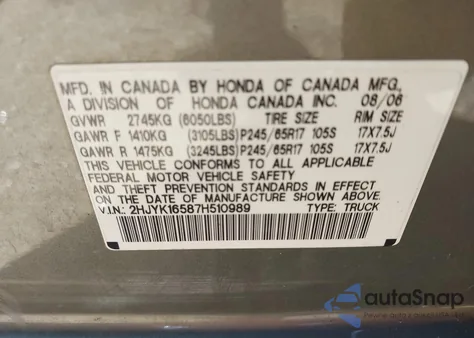 MFD. IN CANADA BY HONDA OF CANADA MFG.,
A DIVISION OF HONDA CANADA INC. 08/06
GVWR 2745KG (6050LBS) TIRE SIZE RIM SIZE
GAWR F 1410KG (3105LBS) P245/65R17 105S 17X7.5J
GAWR R 1475KG (3245LBS) P245/65R17 105S 17X7.5J
THIS VEHICLE CONFORMS TO ALL APPLICABLE
FEDERAL MOTOR VEHICLE SAFETY
AND THEFT PREVENTION STANDARDS IN EFFECT
ON THE DATE OF MANUFACTURE SHOWN ABOVE.
V.I.N.: 2HJYK16587H510989 TYPE: TRUCK
autoSnap